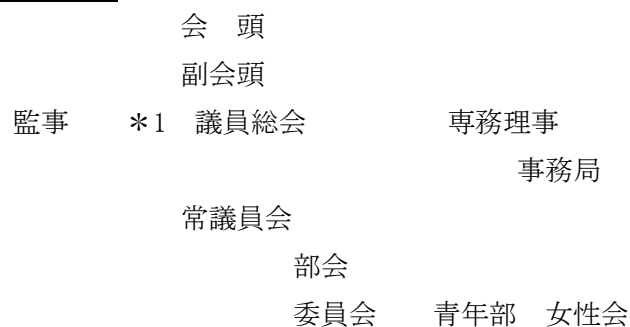 会　頭
副会頭
監事　　＊1　議員総会　　　　　専務理事
事務局
常議員会
部会
委員会　　青年部　女性会